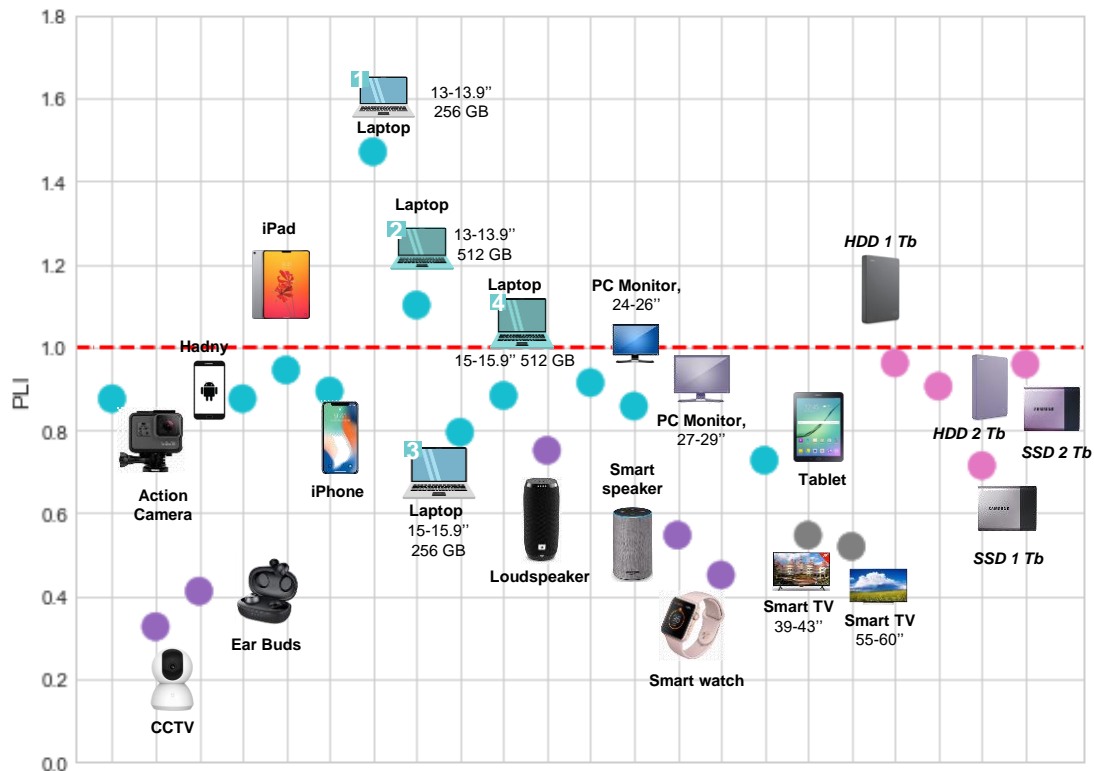 1.8
1.6
1.4
1.2
1.0
0.8
0.6
0.4
0.2
0.0
PLI
1
Laptop
13-13.9’’
256 GB
Laptop
2
13-13.9’’
512 GB
iPad
Laptop
4
15-15.9’’ 512 GB
PC Monitor,
24-26’’
HDD 1 Tb
Hadny
PC Monitor,
27-29’’
HDD 2 Tb
SSD 2 Tb
Action
Camera
iPhone
3
Laptop
15-15.9’’
256 GB
Smart
speaker
Tablet
Loudspeaker
SSD 1 Tb
Ear Buds
Smart TV
39-43’’
Smart TV
55-60’’
Smart watch
CCTV